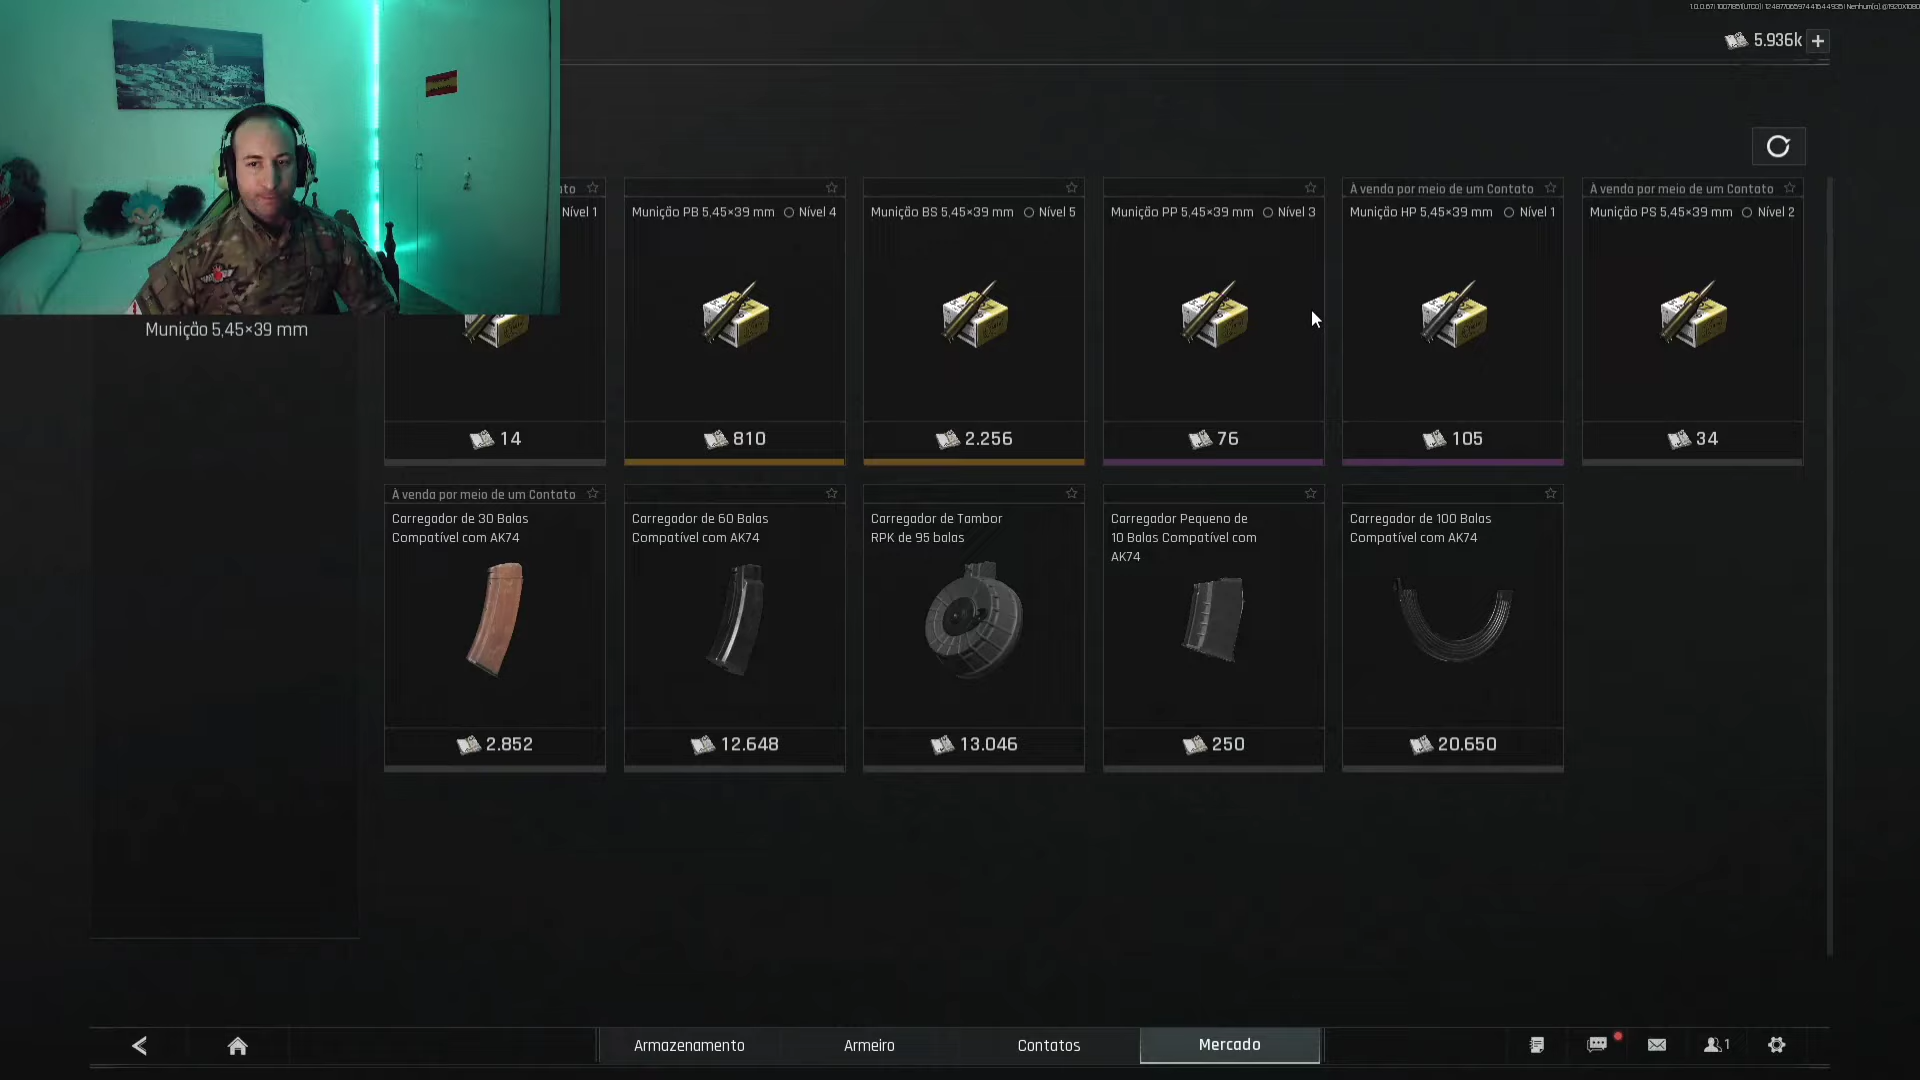 5.936k
ato
Nível 1
Munição PB 5,45×39 mm Nível 4
Munição BS 5,45×39 mm Nível 5
Munição PP 5,45×39 mm Nível 3
À venda por meio de um Contato
Munição HP 5,45×39 mm Nível 1
À venda por meio de um Contato
Munição PS 5,45×39 mm Nível 2
Munição 5,45×39 mm
14
810
2.256
76
105
34
À venda por meio de um Contato
Carregador de 30 Balas
Compatível com AK74
Carregador de 60 Balas
Compatível com AK74
Carregador de Tambor
RPK de 95 balas
Carregador Pequeno de
10 Balas Compatível com
AK74
Carregador de 100 Balas
Compatível com AK74
2.852
12.648
13.046
250
20.650
Armazenamento
Armeiro
Contatos
Mercado
1